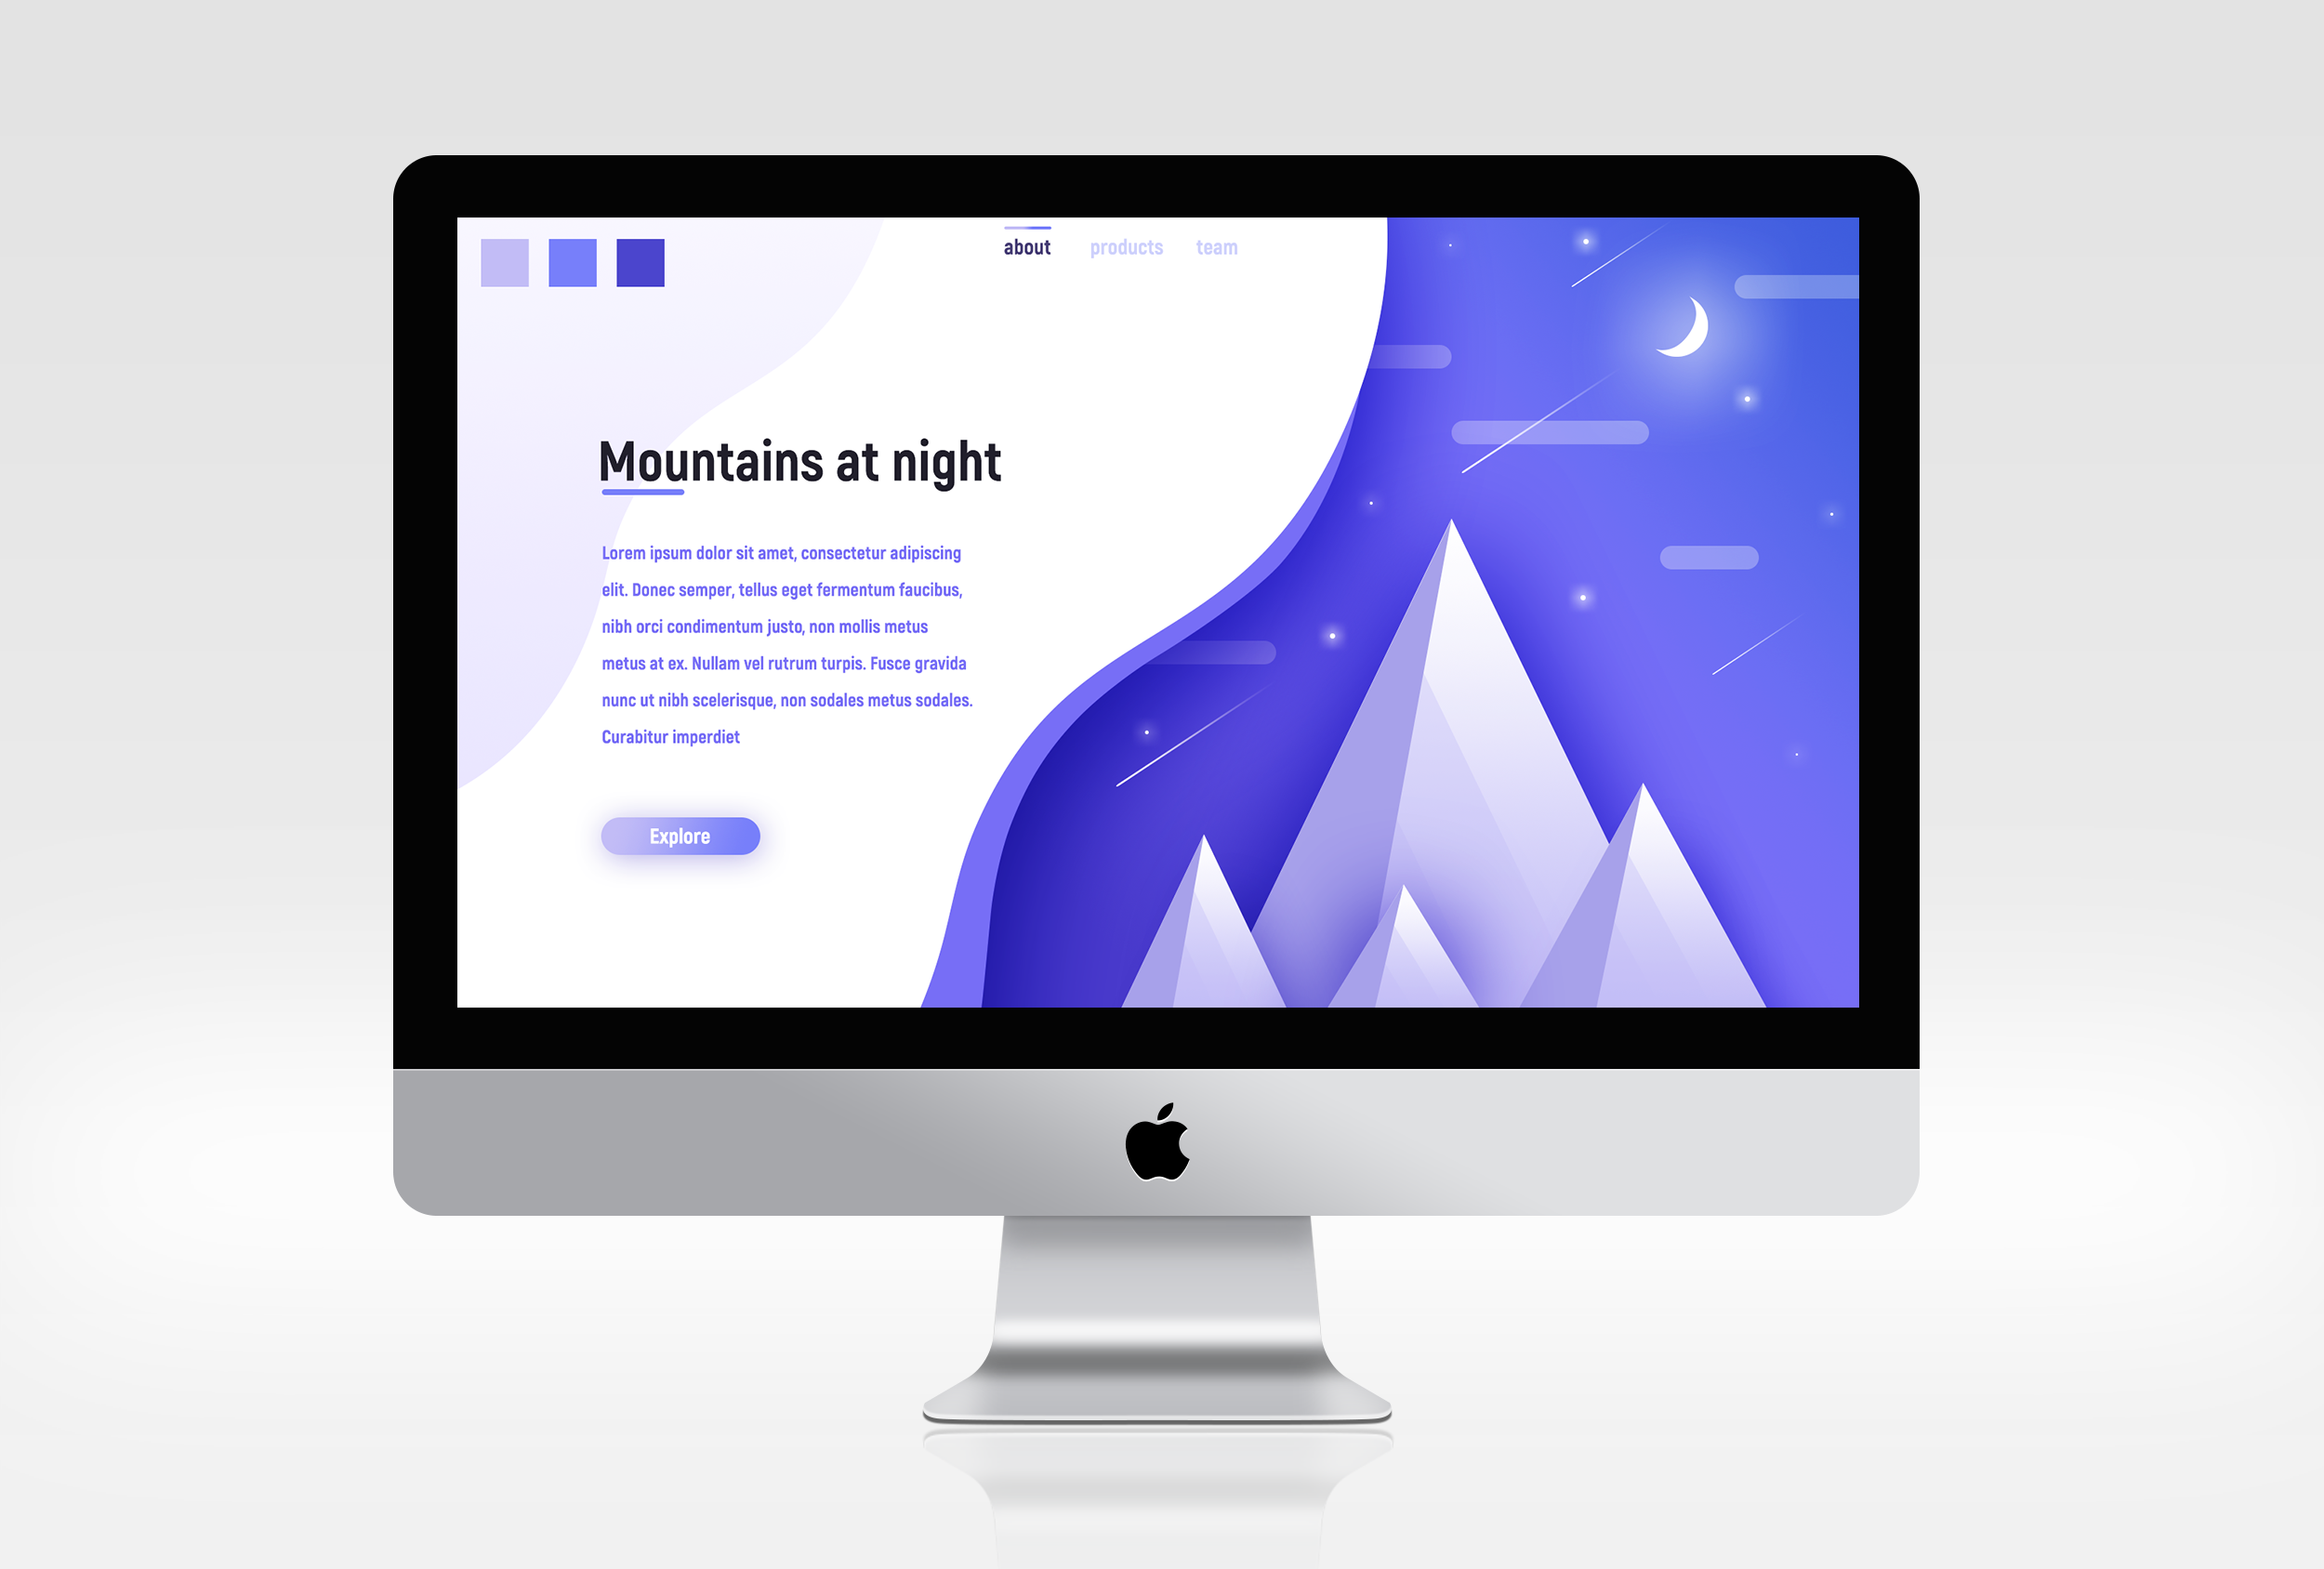 about products team
Mountains at night
Lorem ipsum dolor sit amet, consectetur adipiscing
elit. Donec semper, tellus eget fermentum faucibus,
nibh orci condimentum justo, non mollis metus
metus at ex. Nullam vel rutrum turpis. Fusce gravida
nunc ut nibh scelerisque, non sodales metus sodales.
Curabitur imperdiet
Explore